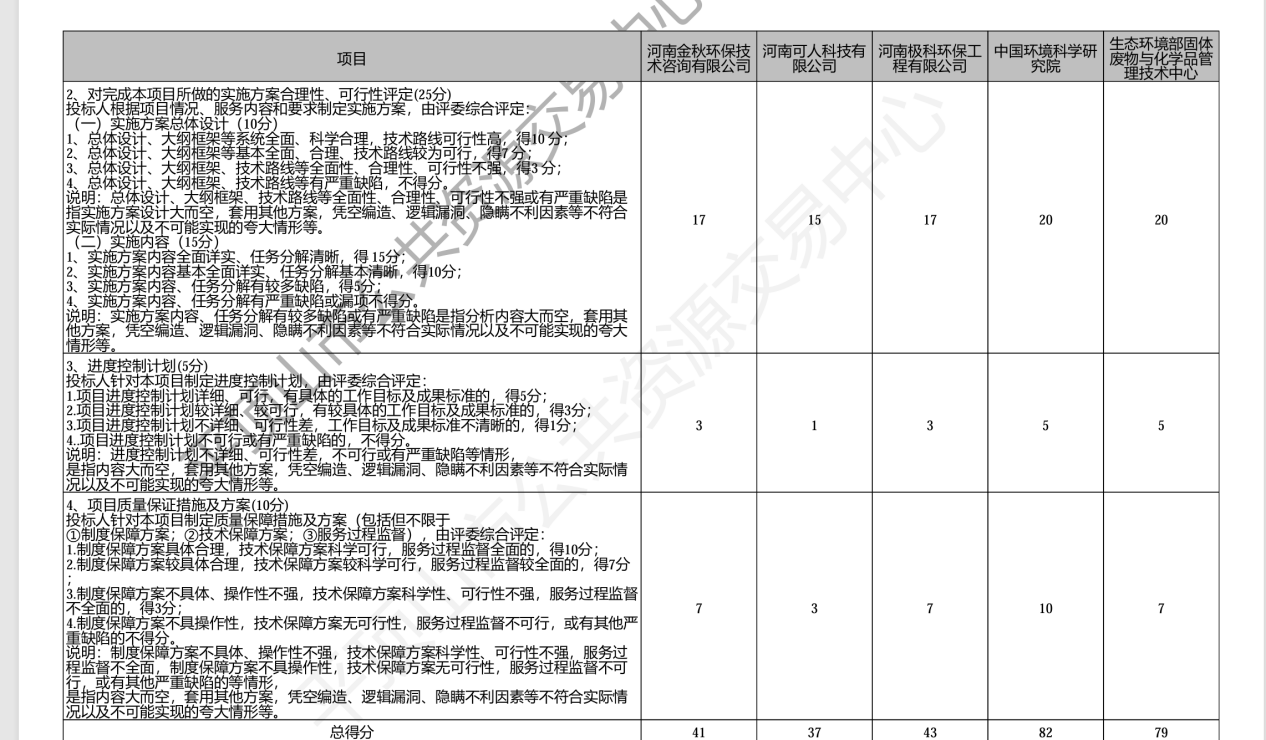 项目
河南金秋环保技
术咨询有限公司
河南可人科技有
限公司
河南极科环保工
程有限公司
中国环境科学研
究院
生态环境部固体
废物与化学品管
理技术中心
2、对完成本项目所做的实施方案合理性、可行性评定(25分)
投标人根据项目情况、服务内容和要求制定实施方案，由评委综合评定：
（一）实施方案总体设计（10分）
1、总体设计、大纲框架等系统全面、科学合理，技术路线可行性高，得10 分；
2、总体设计、大纲框架等基本全面、合理、技术路线较为可行，得7 分；
3、总体设计、大纲框架、技术路线等全面性、合理性、可行性不强，得3 分；
4、总体设计、大纲框架、技术路线等有严重缺陷，不得分。
说明：总体设计、大纲框架、技术路线等全面性、合理性、可行性不强或有严重缺陷是
指实施方案设计大而空，套用其他方案，凭空编造、逻辑漏洞、隐瞒不利因素等不符合
实际情况以及不可能实现的夸大情形等。
（二）实施内容（15分）
1、实施方案内容全面详实、任务分解清晰，得 15分；
2、实施方案内容基本全面详实、任务分解基本清晰，得10分；
3、实施方案内容、任务分解有较多缺陷，得5分；
4、实施方案内容、任务分解有严重缺陷或漏项不得分。
说明：实施方案内容、任务分解有较多缺陷或有严重缺陷是指分析内容大而空，套用其
他方案，凭空编造、逻辑漏洞、隐瞒不利因素等不符合实际情况以及不可能实现的夸大
情形等。
17
15
17
20
20
3、进度控制计划(5分)
投标人针对本项目制定进度控制计划，由评委综合评定：
1.项目进度控制计划详细、可行、有具体的工作目标及成果标准的，得5分；
2.项目进度控制计划较详细、较可行，有较具体的工作目标及成果标准的，得3分；
3.项目进度控制计划不详细、可行性差，工作目标及成果标准不清晰的，得1分；
4..项目进度控制计划不可行或有严重缺陷的，不得分。
说明：进度控制计划不详细、可行性差，不可行或有严重缺陷等情形，
是指内容大而空，套用其他方案，凭空编造、逻辑漏洞、隐瞒不利因素等不符合实际情
况以及不可能实现的夸大情形等。
3
1
3
5
5
4、项目质量保证措施及方案(10分)
投标人针对本项目制定质量保障措施及方案（包括但不限于
①制度保障方案；②技术保障方案；③服务过程监督），由评委综合评定：
1.制度保障方案具体合理，技术保障方案科学可行，服务过程监督全面的，得10分；
2.制度保障方案较具体合理，技术保障方案较科学可行，服务过程监督较全面的，得7分
；
3.制度保障方案不具体、操作性不强，技术保障方案科学性、可行性不强，服务过程监督
不全面的，得3分；
4.制度保障方案不具操作性，技术保障方案无可行性，服务过程监督不可行，或有其他严
重缺陷的不得分。
说明：制度保障方案不具体、操作性不强，技术保障方案科学性、可行性不强，服务过
程监督不全面，制度保障方案不具操作性，技术保障方案无可行性，服务过程监督不可
行，或有其他严重缺陷的等情形，
是指内容大而空，套用其他方案，凭空编造、逻辑漏洞、隐瞒不利因素等不符合实际情
况以及不可能实现的夸大情形等。
7
3
7
10
7
总得分
41
37
43
82
79
平顶山市公共资源交易中心
平顶山市公共资源交易中心